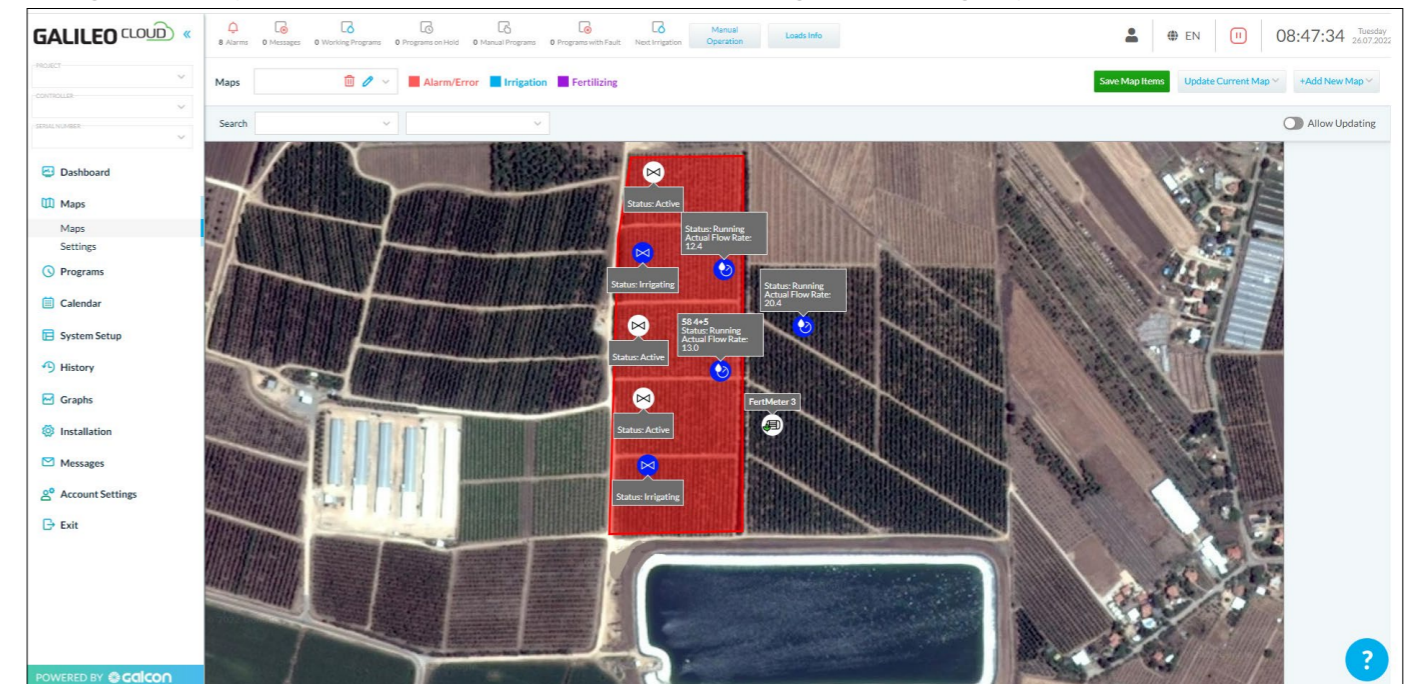 GALILEO CLOUD «
8 Alarms
0 Messages
0 Working Programs
0 Programs on Hold
0 Manual Programs
0 Programs with Fault
Next Irrigation
Manual
Operation
Loads Info
EN
08:47:34
Tuesday
26.07.2022
PROJECT
CONTROLLER
SERIAL NUMBER
Maps
Alarm/Error
Irrigation
Fertilizing
Save Map Items
Update Current Map
+Add New Map
Search
Allow Updating
Dashboard
Maps
Maps
Settings
Programs
Calendar
System Setup
History
Graphs
Installation
Messages
Account Settings
Exit
POWERED BY galcon
Status: Active
Status: Running
Actual Flow Rate:
12.4
Status: Irrigating
Status: Running
Actual Flow Rate:
20.4
58 4+5
Status: Running
Actual Flow Rate:
13.0
Status: Active
FertMeter 3
Status: Active
Status: Irrigating
?